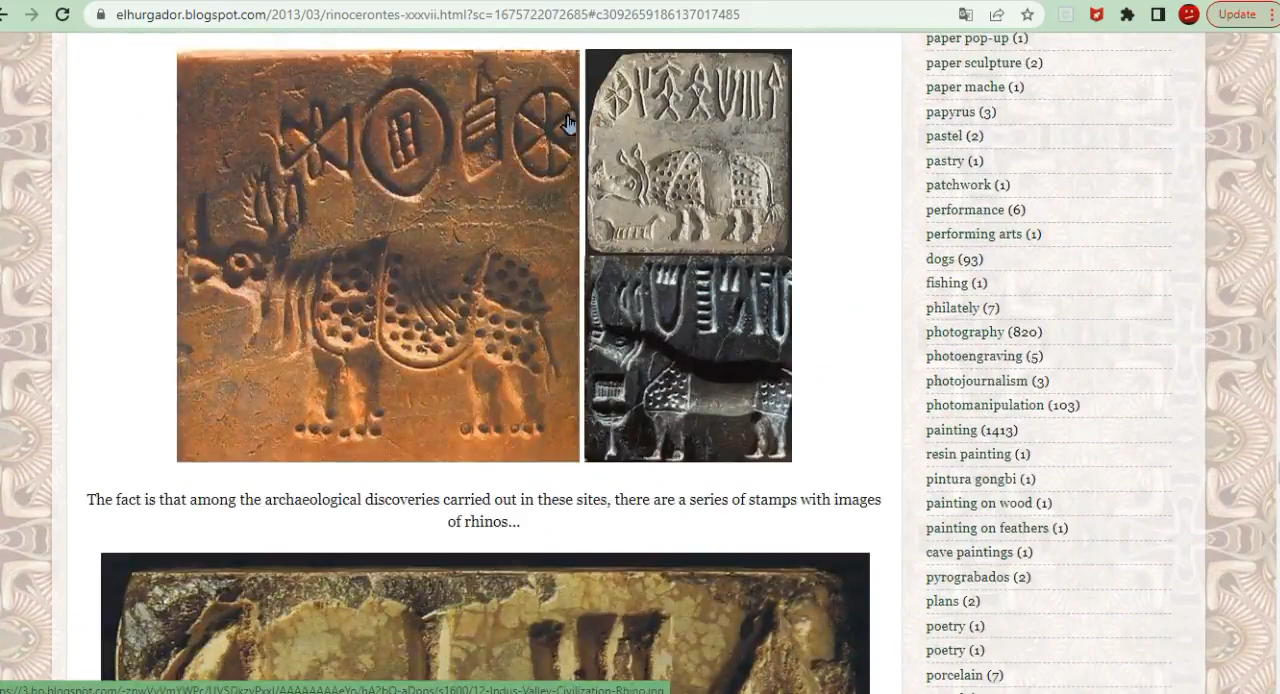 elhurgador.blogspot.com/2013/03/rinocerontes-xxxvii.html?sc=1675722072685#c3092659186137017485
Update
paper pop-up (1)
paper sculpture (2)
paper mache (1)
papyrus (3)
pastel (2)
pastry (1)
patchwork (1)
performance (6)
performing arts (1)
dogs (93)
fishing (1)
philately (7)
photography (820)
photoengraving (5)
photojournalism (3)
photomanipulation (103)
painting (1413)
resin painting (1)
pintura gongbi (1)
painting on wood (1)
painting on feathers (1)
cave paintings (1)
pyrograbados (2)
plans (2)
poetry (1)
poetry (1)
porcelain (7)
The fact is that among the archaeological discoveries carried out in these sites, there are a series of stamps with images
of rhinos...